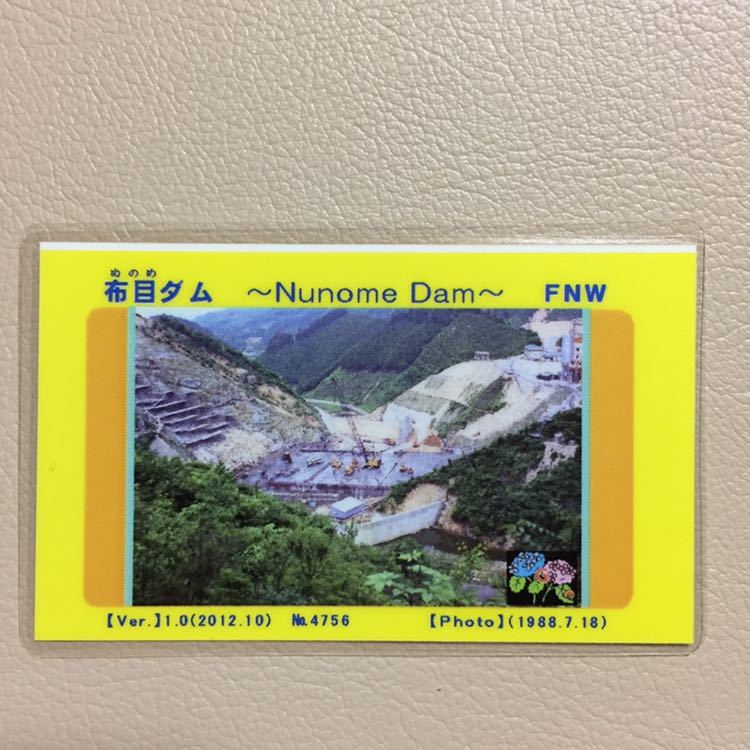 ぬのめ
布目ダム ～Nunome Dam～ FNW
【Ver.】1.0(2012.10) №4756 【Photo】(1988.7.18)